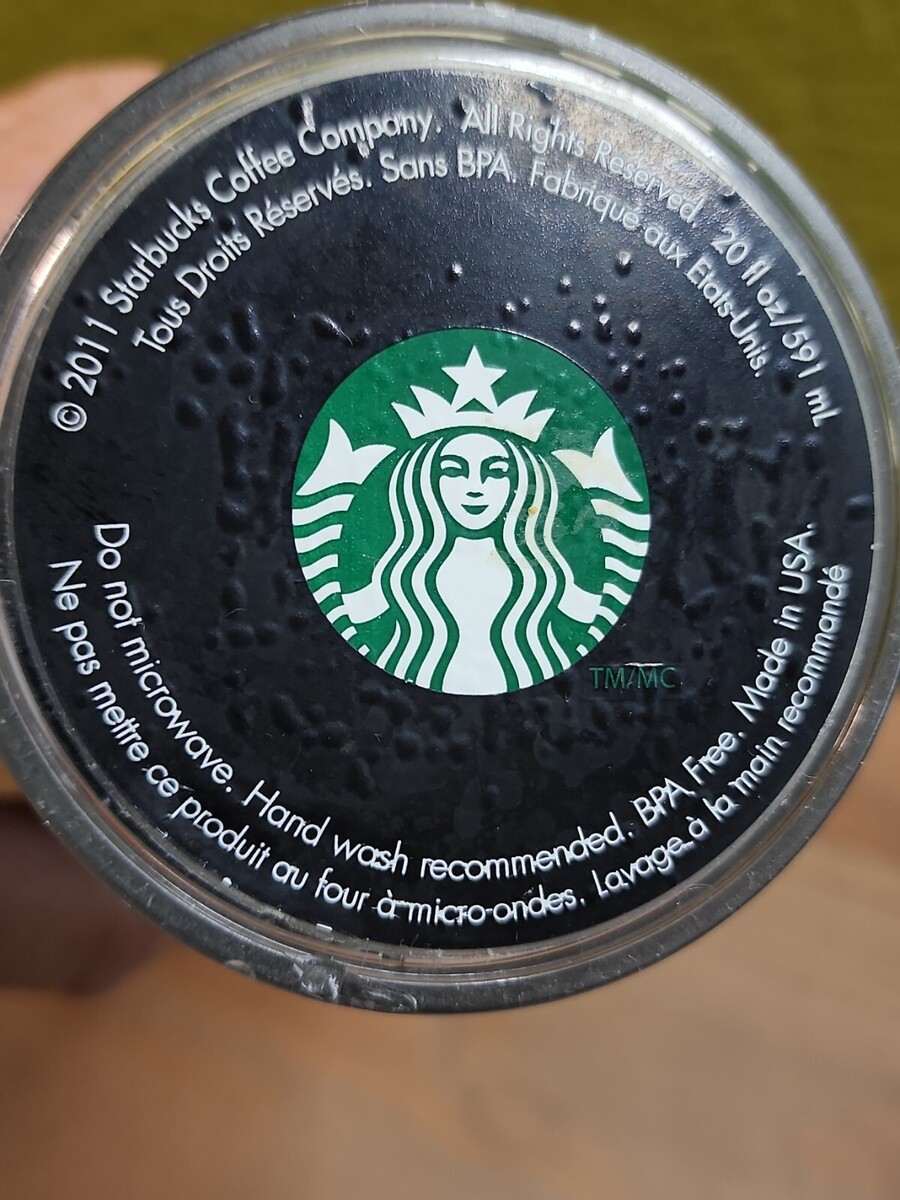 © 2011 Starbucks Coffee Company. All Rights Reserved. 20 fl oz/591 mL
Tous Droits Réservés. Sans BPA. Fabriqué aux États-Unis.
TM/MC
Do not microwave. Hand wash recommended. BPA Free. Made in USA.
Ne pas mettre ce produit au four à micro-ondes. Lavage à la main recommandé